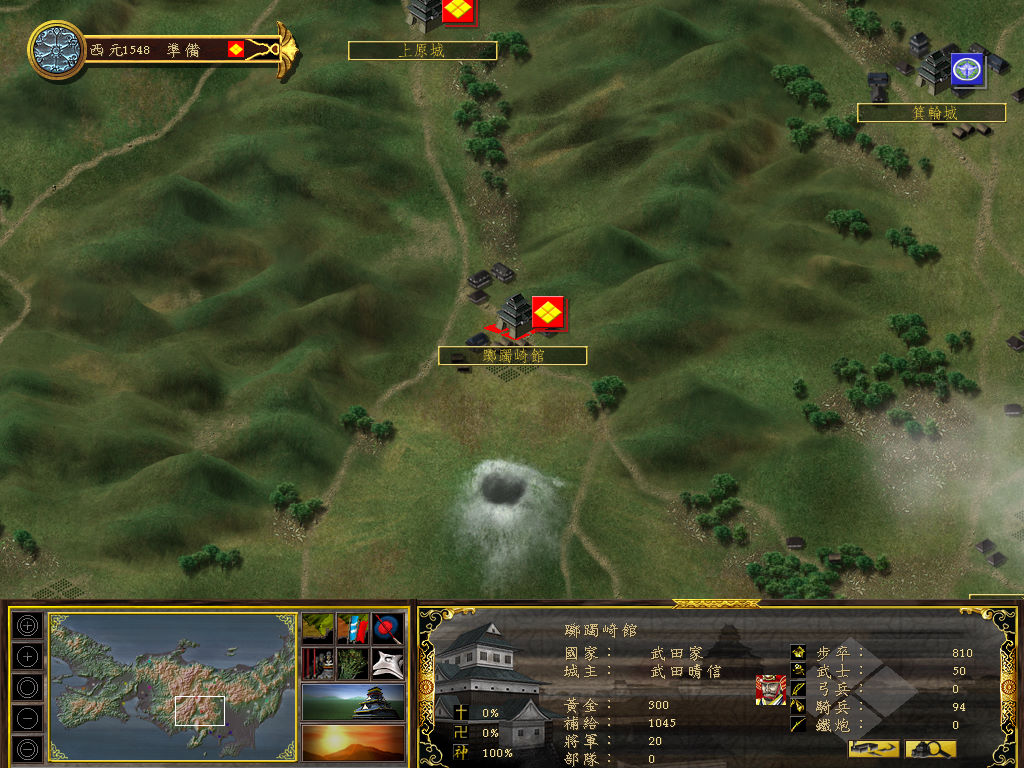 西元1548 準備
上原城
箕輪城
躑躅崎館
躑躅崎館
國家： 武田家
城主： 武田晴信
黃金： 300
補給： 1045
將軍： 20
部隊： 0
十 0%
卍 0%
神 100%
步卒： 810
武士： 50
弓兵： 0
騎兵： 94
鐵炮： 0